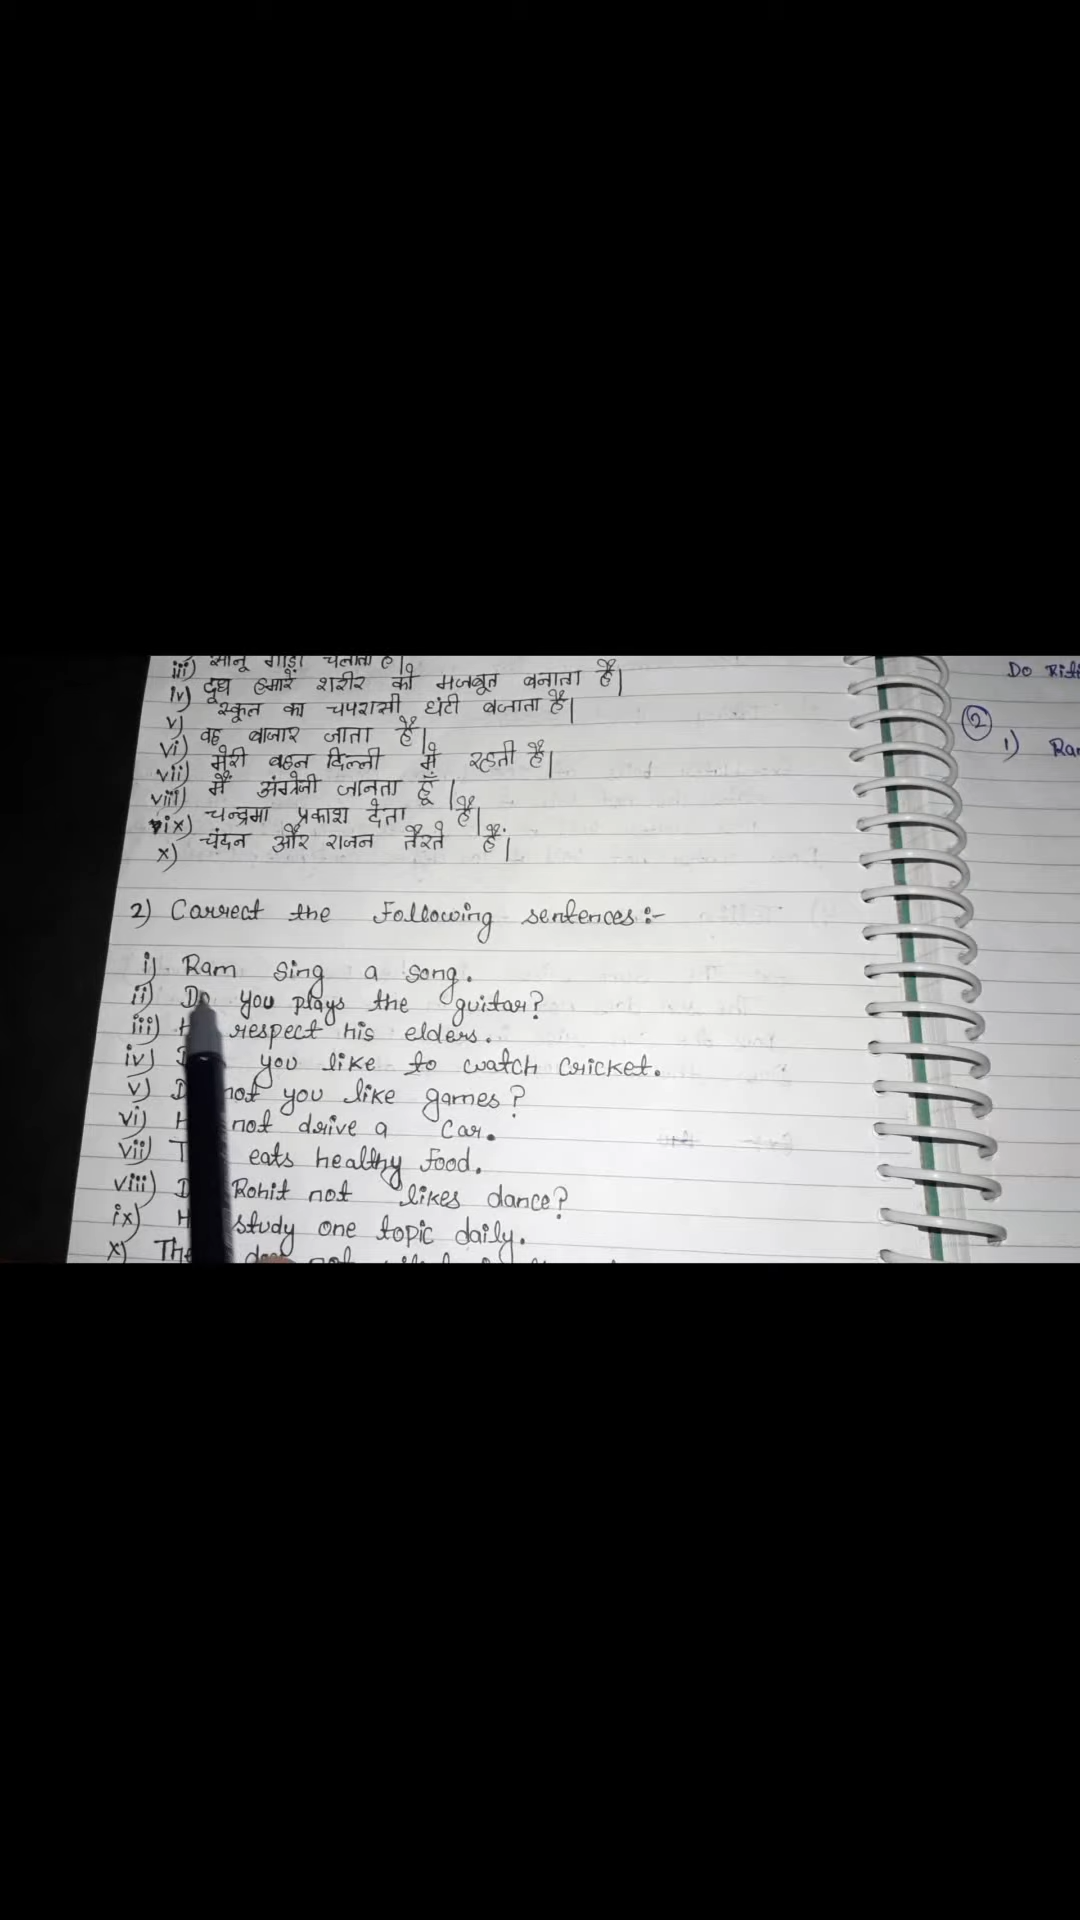 iii) सोनू गाड़ी चलाता है।
iv) दूध हमारे शरीर को मजबूत बनाता है।
v) स्कूल का चपरासी घंटी बजाता है।
vi) वह बाजार जाता है।
vii) मेरी बहन दिल्ली में रहती है।
viii) मैं अंग्रेजी जानता हूँ।
ix) चन्द्रमा प्रकाश देता है।
x) चंदन और राजन तैरते हैं।
2) Correct the Following sentences :-
i) Ram sing a song.
ii) Do you plays the guitar?
iii) respect his elders.
iv) you like to watch cricket.
v) not you like games?
vi) not drive a car.
vii) eats healthy food.
viii) Rohit not likes dance?
ix) study one topic daily.
x) not
Do
2
1) Ram